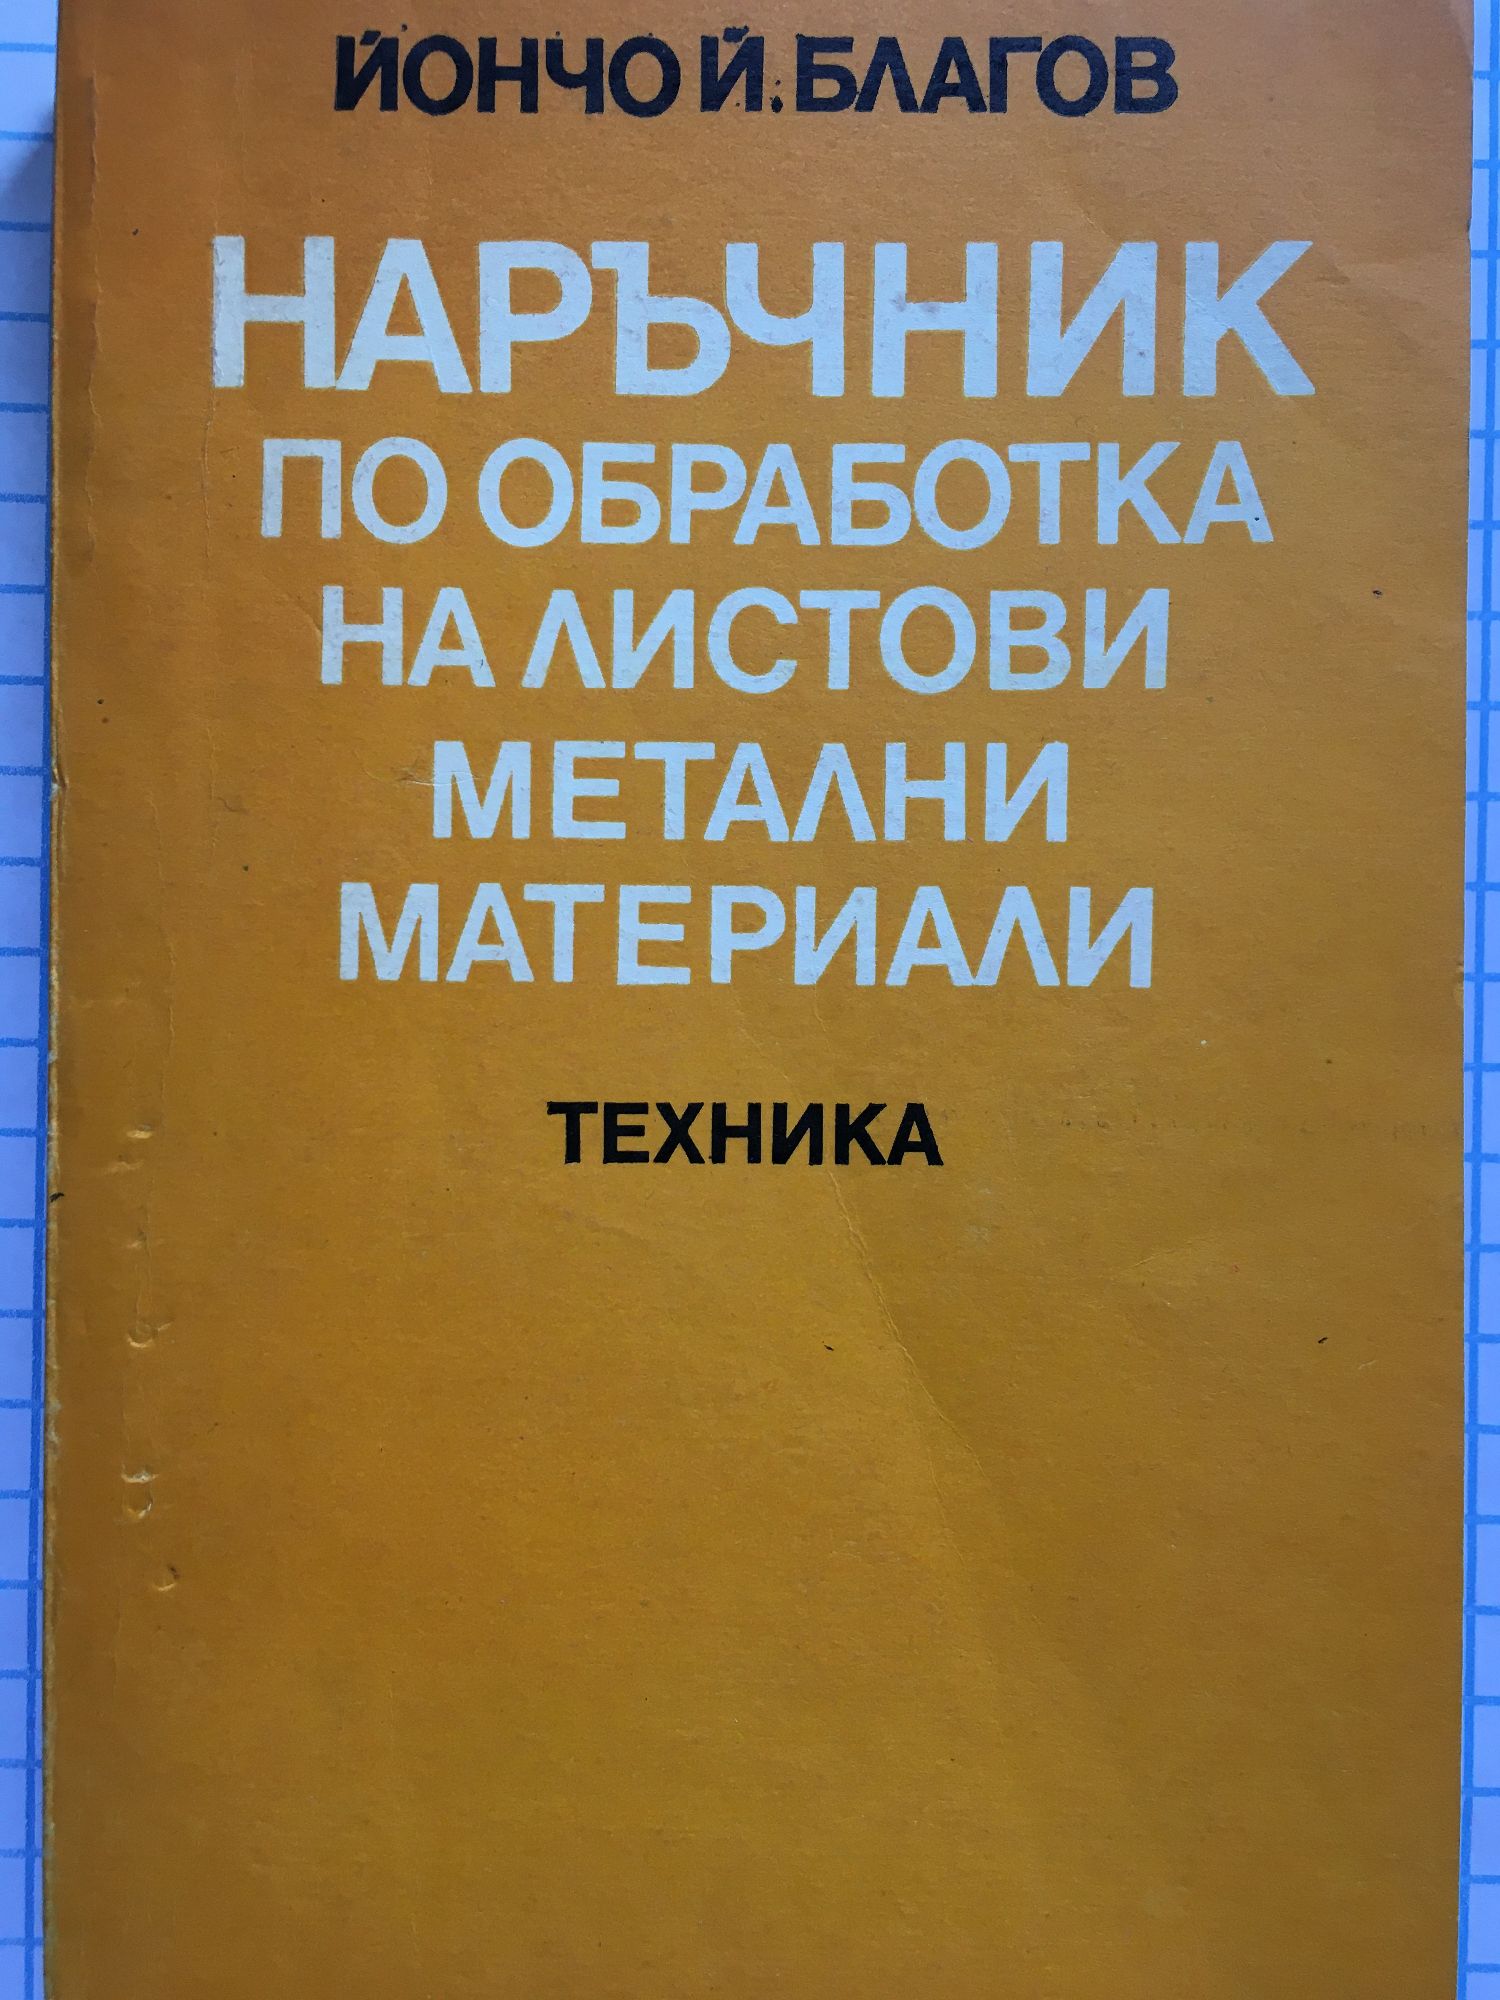 ЙОНЧО Й. БЛАГОВ
НАРЪЧНИК
ПО ОБРАБОТКА
НА ЛИСТОВИ
МЕТАЛНИ
МАТЕРИАЛИ
ТЕХНИКА